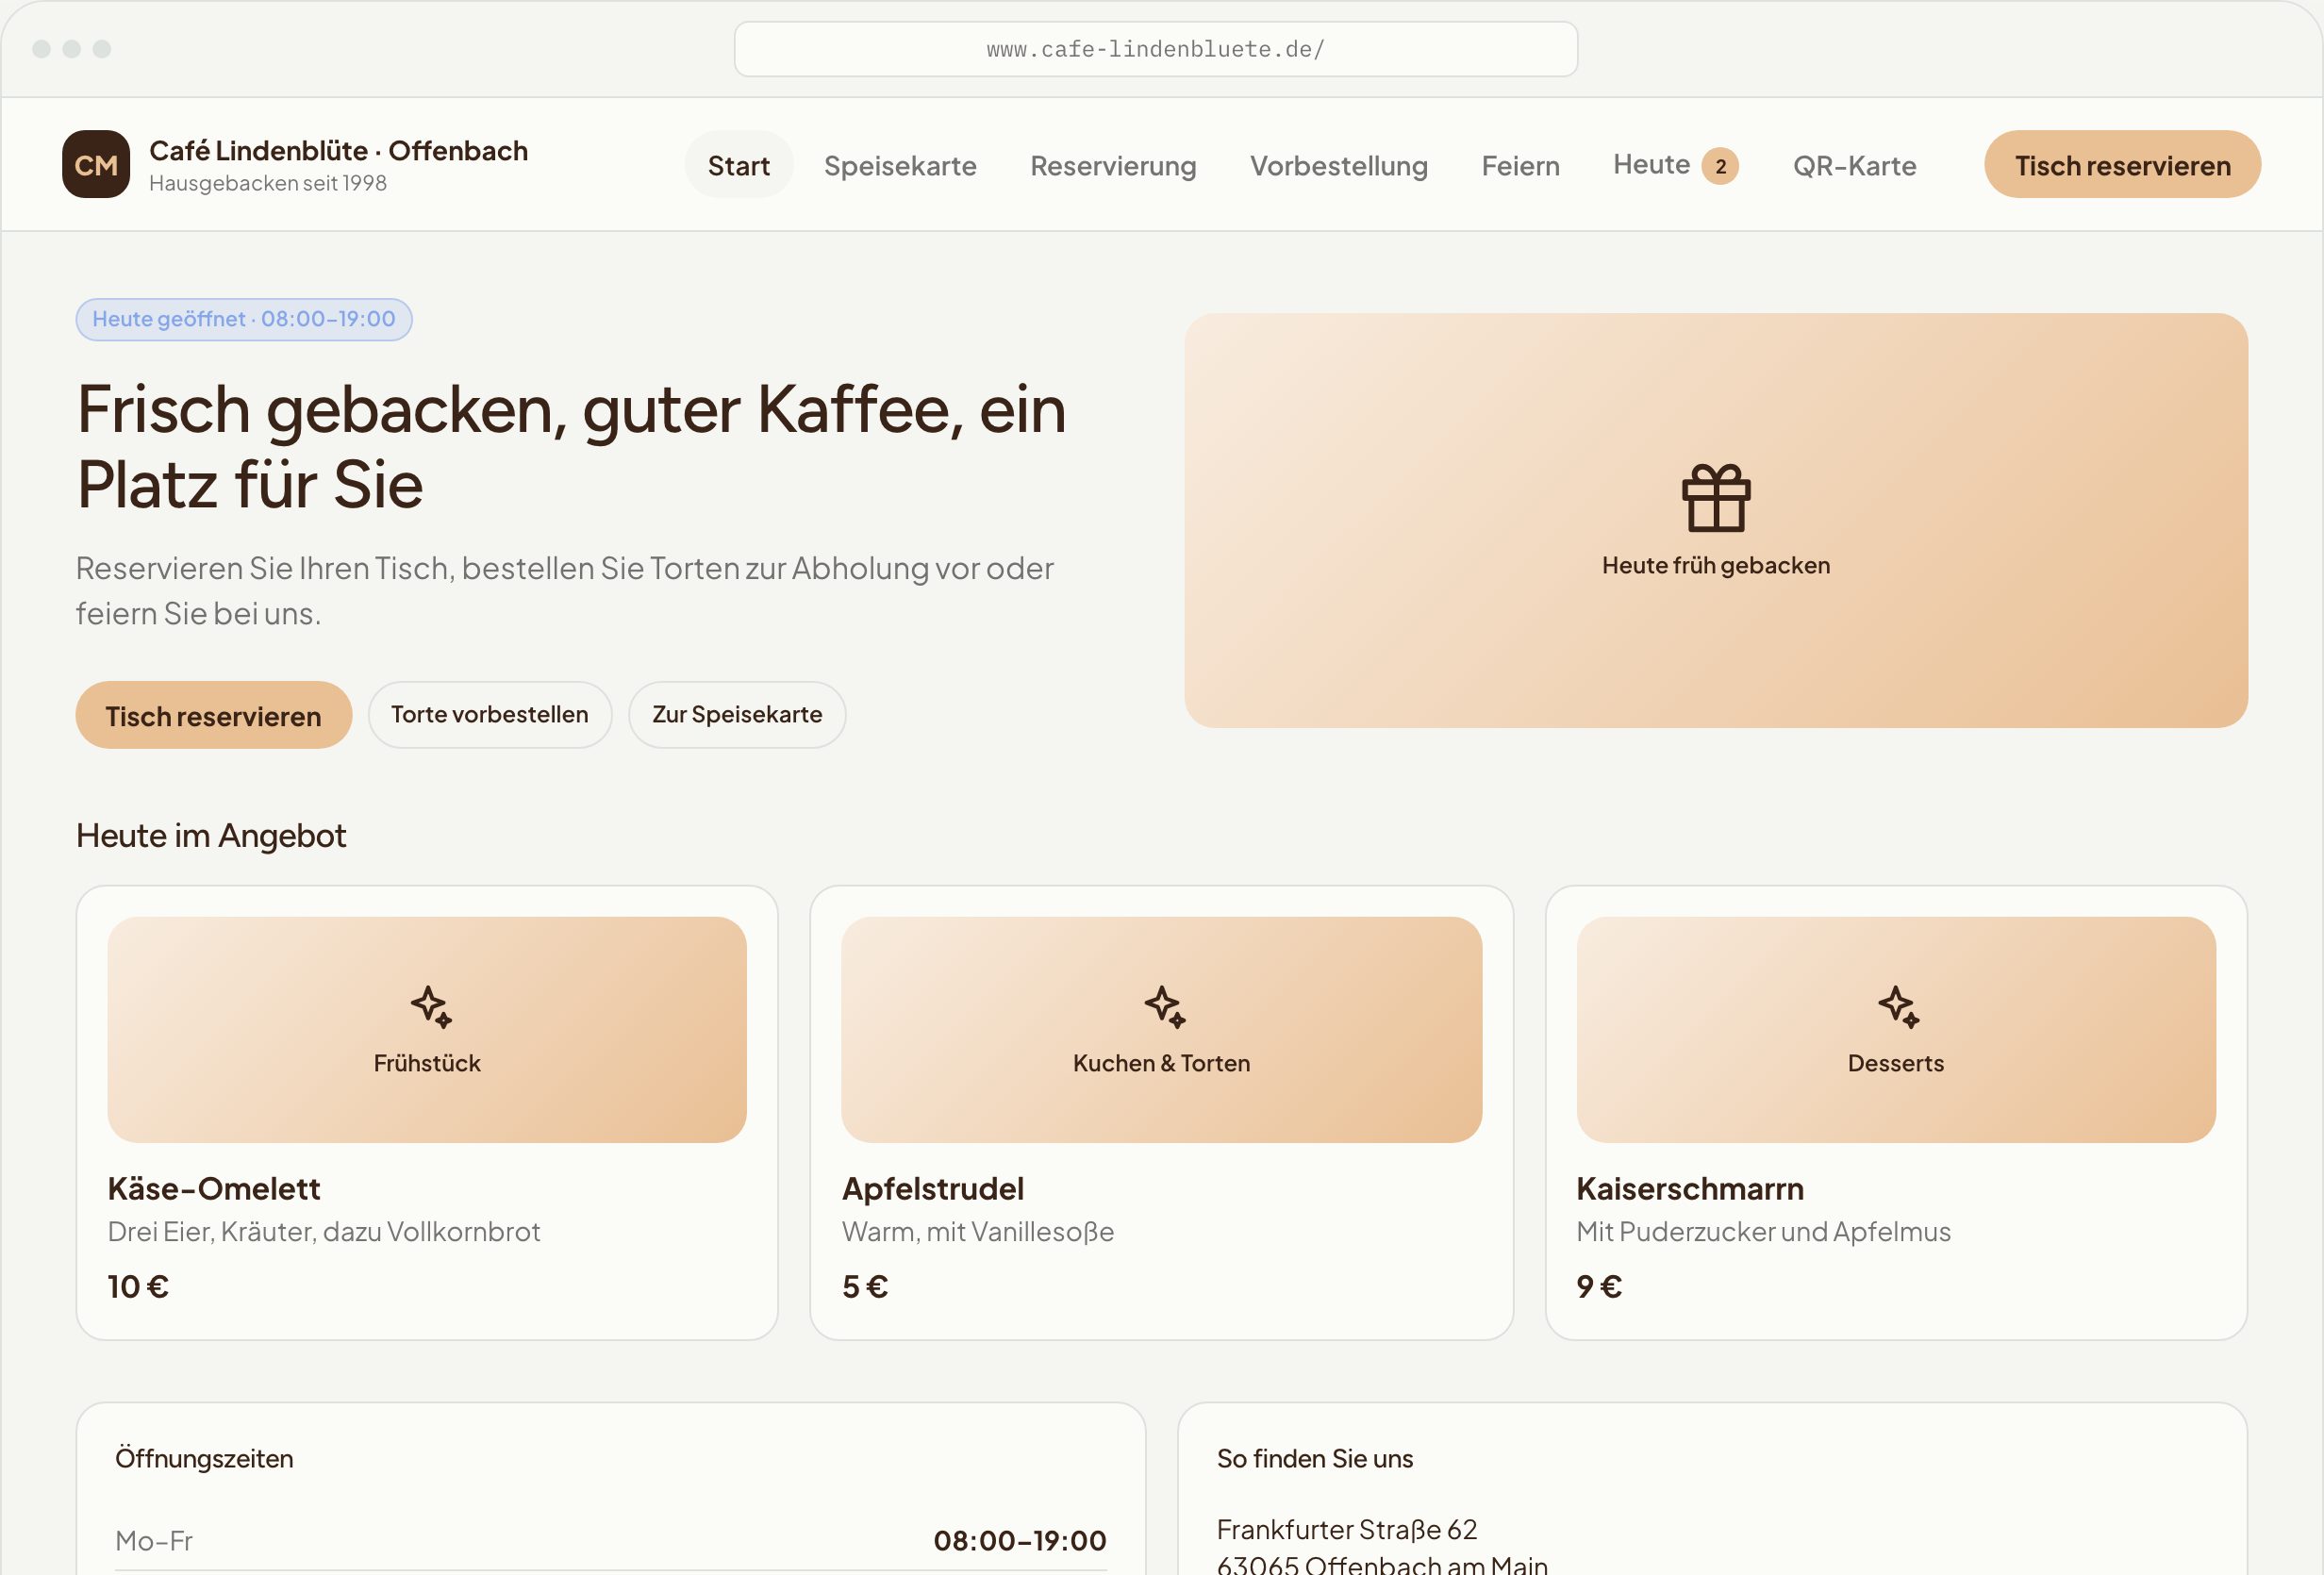 www.cafe-lindenbluete.de/
CM
Café Lindenblüte · Offenbach
Hausgebacken seit 1998
Start
Speisekarte
Reservierung
Vorbestellung
Feiern
Heute 2
QR-Karte
Tisch reservieren
Heute geöffnet · 08:00–19:00
Frisch gebacken, guter Kaffee, ein
Platz für Sie
Reservieren Sie Ihren Tisch, bestellen Sie Torten zur Abholung vor oder
feiern Sie bei uns.
Tisch reservieren
Torte vorbestellen
Zur Speisekarte
Heute früh gebacken
Heute im Angebot
Frühstück
Käse-Omelett
Drei Eier, Kräuter, dazu Vollkornbrot
10 €
Kuchen & Torten
Apfelstrudel
Warm, mit Vanillesoße
5 €
Desserts
Kaiserschmarrn
Mit Puderzucker und Apfelmus
9 €
Öffnungszeiten
Mo–Fr
08:00–19:00
So finden Sie uns
Frankfurter Straße 62
63065 Offenbach am Main